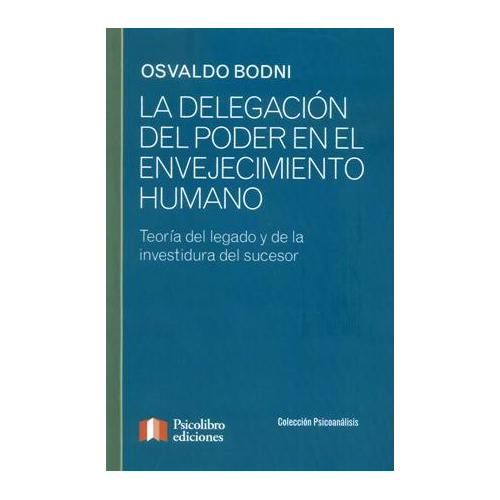 OSVALDO BODNI
LA DELEGACIÓN
DEL PODER EN EL
ENVEJECIMIENTO
HUMANO
Teoría del legado y de la
investidura del sucesor
Psicolibro
ediciones
Colección Psicoanálisis